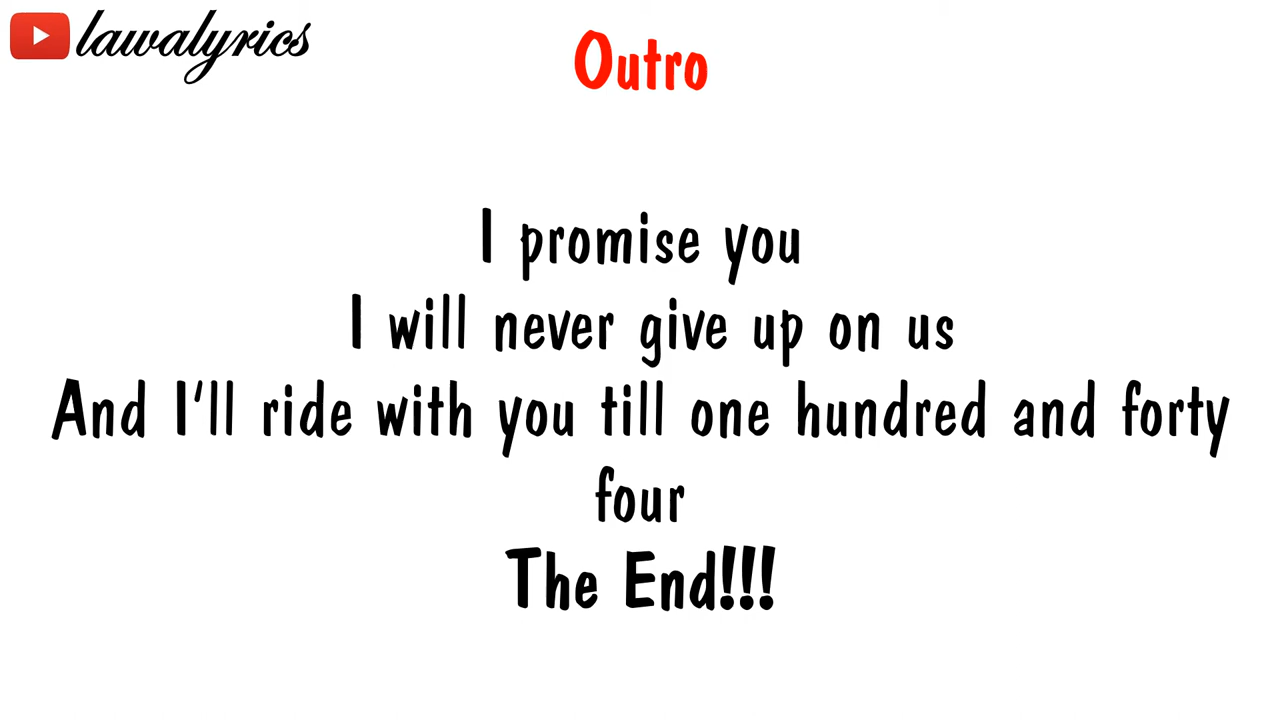 lawalyrics
Outro
I promise you
I will never give up on us
And I'll ride with you till one hundred and forty
four
The End!!!